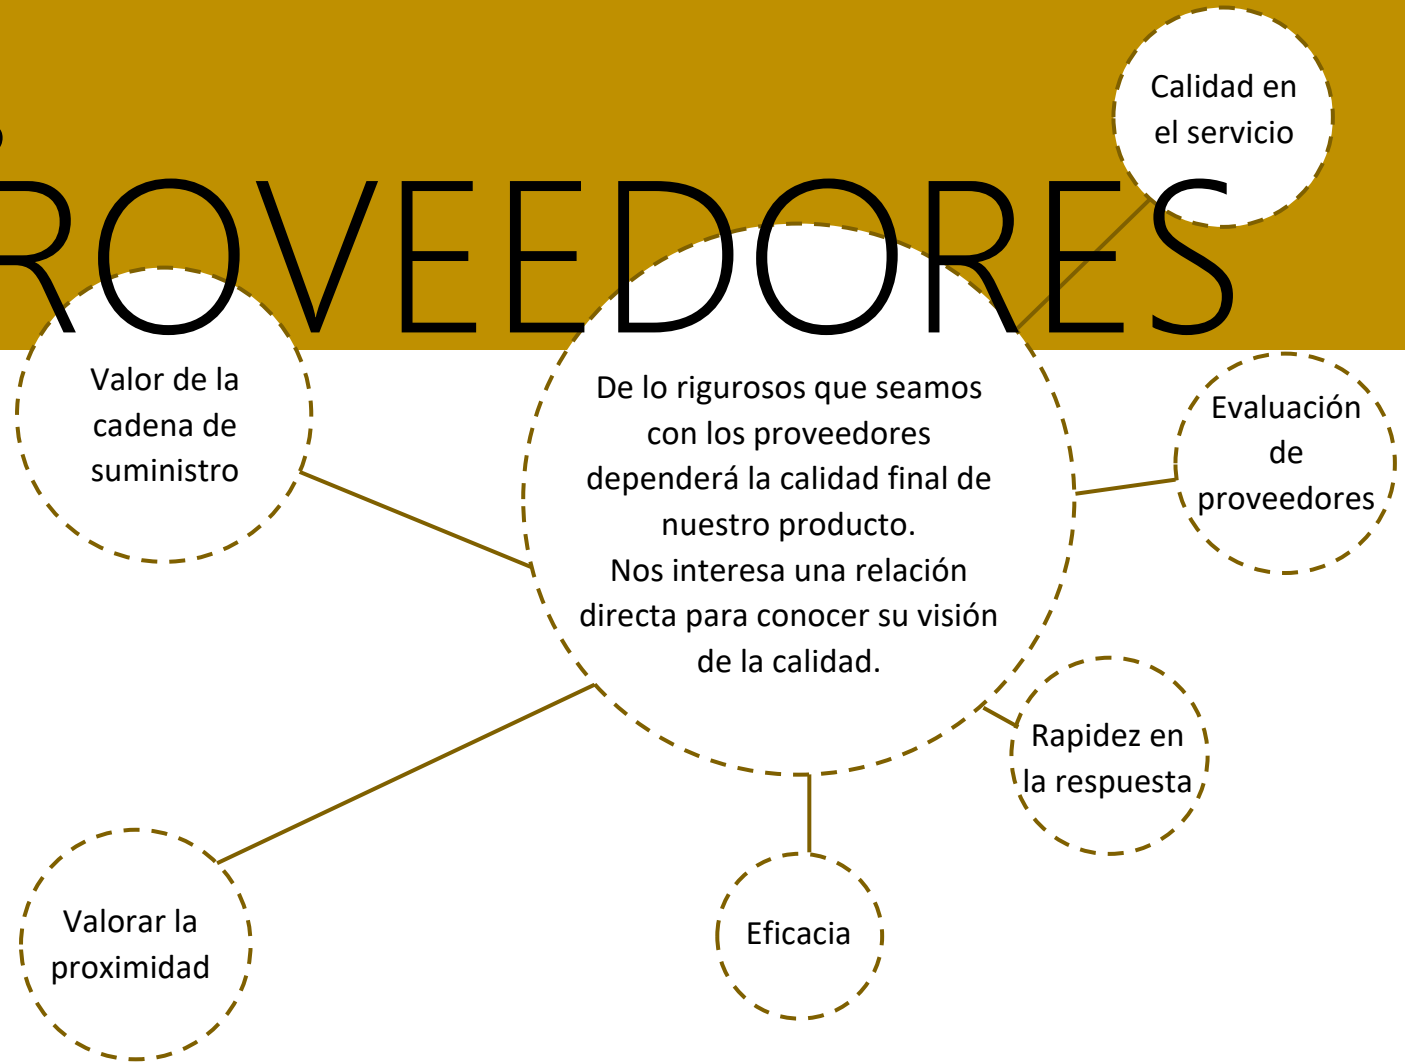 ROVEEDORES
Calidad en
el servicio
Valor de la
cadena de
suministro
De lo rigurosos que seamos
con los proveedores
dependerá la calidad final de
nuestro producto.
Nos interesa una relación
directa para conocer su visión
de la calidad.
Evaluación
de
proveedores
Rapidez en
la respuesta
Eficacia
Valorar la
proximidad